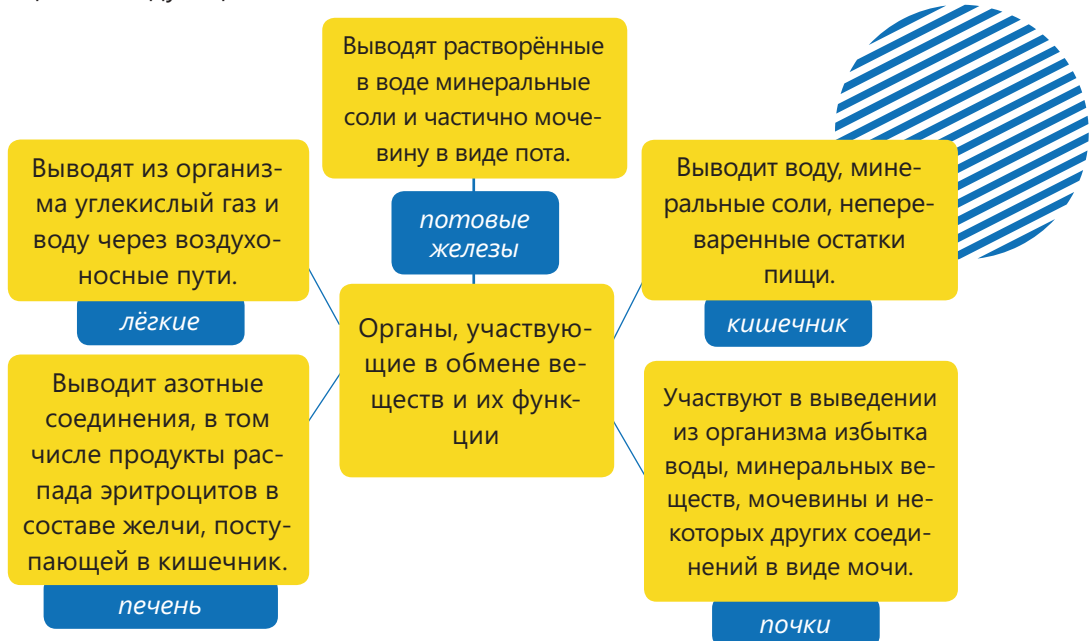 Выводят растворённые
в воде минеральные
соли и частично моче-
вину в виде пота.
потовые
железы
Выводят из организ-
ма углекислый газ и
воду через воздухо-
носные пути.
лёгкие
Выводит воду, мине-
ральные соли, непере-
варенные остатки
пищи.
кишечник
Органы, участвую-
щие в обмене ве-
ществ и их функ-
ции
Выводит азотные
соединения, в том
числе продукты рас-
пада эритроцитов в
составе желчи, посту-
пающей в кишечник.
печень
Участвуют в выведении
из организма избытка
воды, минеральных ве-
ществ, мочевины и не-
которых других соеди-
нений в виде мочи.
почки